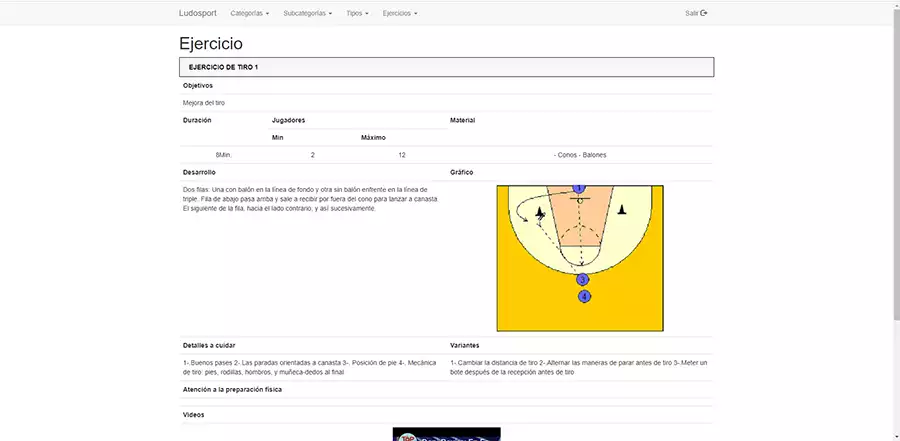 Ludosport Categorías Subcategorías Tipos Ejercicios Salir
Ejercicio
EJERCICIO DE TIRO 1
Objetivos
Mejora del tiro
Duración Jugadores Material
Min Máximo
8Min. 2 12 - Conos - Balones
Desarrollo Gráfico
Dos filas: Una con balón en la línea de fondo y otra sin balón enfrente en la línea de
triple. Fila de abajo pasa arriba y sale a recibir por fuera del cono para lanzar a canasta
El siguiente de la fila, hacia el lado contrario, y así sucesivamente.
1
3
4
Detalles a cuidar Variantes
1- Buenos pases 2- Las paradas orientadas a canasta 3-. Posición de pie 4-. Mecánica
de tiro: pies, rodillas, hombros, y muñeca-dedos al final
1- Cambiar la distancia de tiro 2- Alternar las maneras de parar antes de tiro 3- Meter un
bote después de la recepción antes de tiro
Atención a la preparación física
Videos
TOP